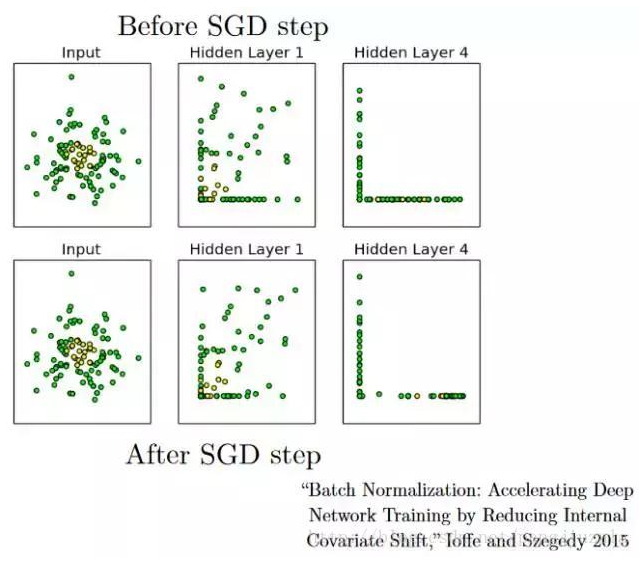 Before SGD step
Input Hidden Layer 1 Hidden Layer 4
Input Hidden Layer 1 Hidden Layer 4
After SGD step
“Batch Normalization: Accelerating Deep
Network Training by Reducing Internal
Covariate Shift,” Ioffe and Szegedy 2015